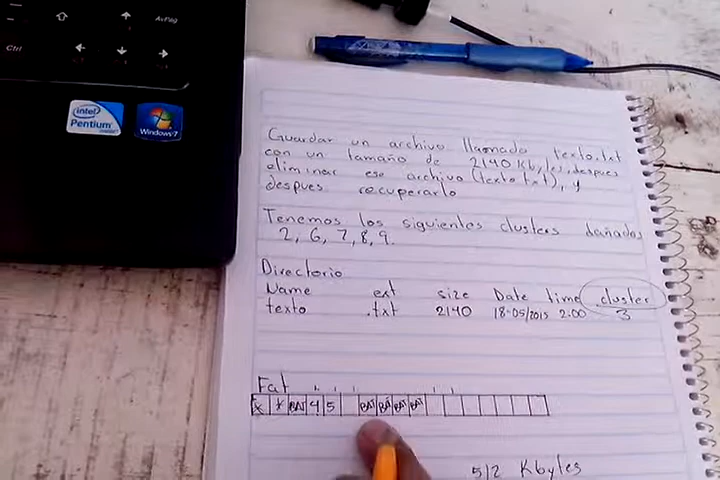 AvPag
Ctrl
intel
Pentium
Windows 7
Guardar un archivo llamado texto.txt
con un tamaño de 2140 Kbytes, despues
eliminar ese archivo (texto txt), y
despues recuperarlo
Tenemos los siguientes clusters dañados
2, 6, 7, 8, 9.
Directorio
Name ext size Date time cluster
texto .txt 2140 18-05/2015 2:00 3
Fat
* * BAT 4 5 BAT BAT BAT BAT
512 Kbytes